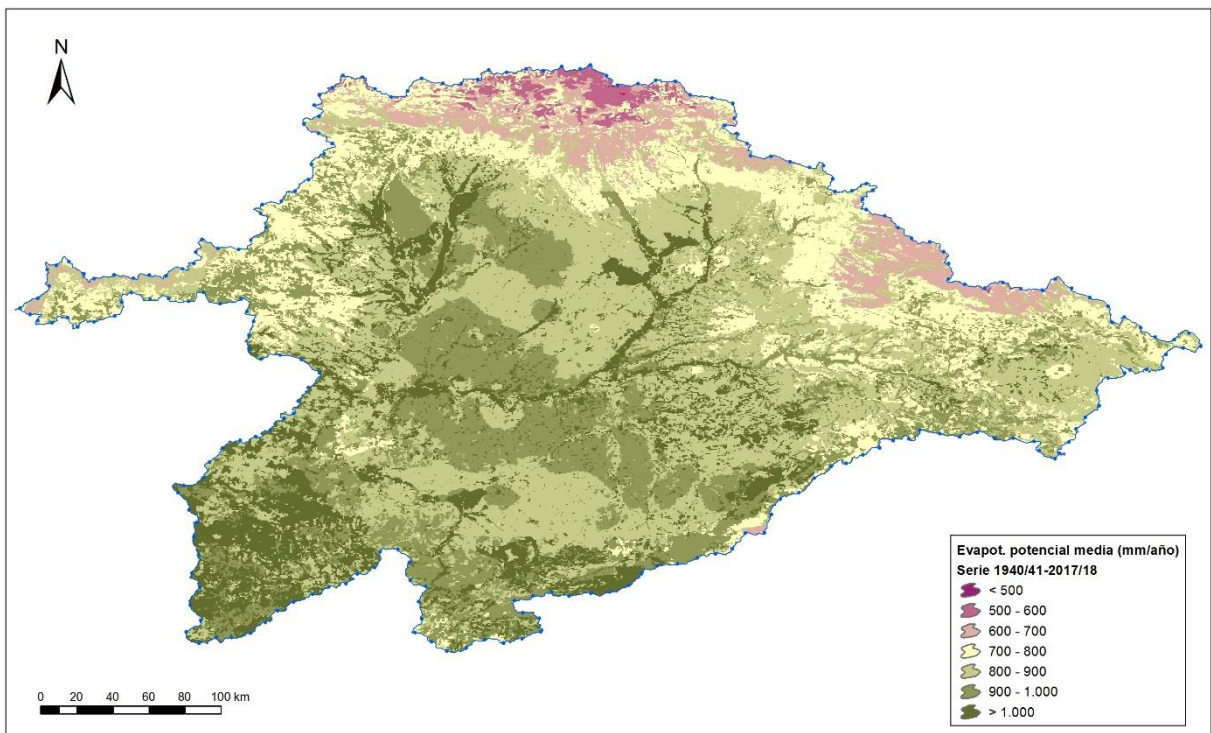 N
0 20 40 60 80 100 km
Evapot. potencial media (mm/año)
Serie 1940/41-2017/18
< 500
500 - 600
600 - 700
700 - 800
800 - 900
900 - 1.000
> 1.000